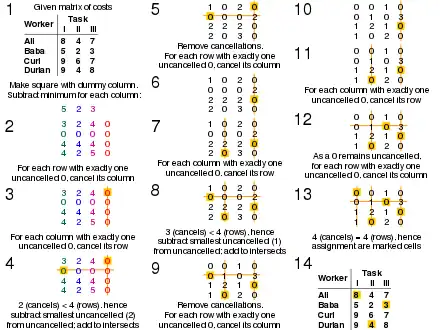 1 Given matrix of costs
Worker Task
I II III
Ali 8 4 7
Baba 5 2 3
Curl 9 6 7
Durian 9 4 8
Make square with dummy column.
Subtract minimum for each column:
5 2 3
2
3 2 4 0
0 0 0 0
4 4 4 0
4 2 5 0
For each row with exactly one
uncancelled 0, cancel its column
3
3 2 4 0
0 0 0 0
4 4 4 0
4 2 5 0
For each column with exactly one
uncancelled 0, cancel its row
4
3 2 4 0
0 0 0 0
4 4 4 0
4 2 5 0
2 (cancels) < 4 (rows), hence
subtract smallest uncancelled (2)
from uncancelled; add to intersects
5
1 0 2 0
0 0 0 2
2 2 2 0
2 0 3 0
Remove cancellations.
For each row with exactly one
uncancelled 0, cancel its column
6
1 0 2 0
0 0 0 2
2 2 2 0
2 0 3 0
7
1 0 2 0
0 0 0 2
2 2 2 0
2 0 3 0
For each column with exactly one
uncancelled 0, cancel its row
8
1 0 2 0
0 0 0 2
2 2 2 0
2 0 3 0
3 (cancels) < 4 (rows), hence
subtract smallest uncancelled (1)
from uncancelled; add to intersects
9
0 0 1 0
0 1 0 3
1 2 1 0
1 0 2 0
Remove cancellations.
For each row with exactly one
uncancelled 0, cancel its column
10
0 0 1 0
0 1 0 3
1 2 1 0
1 0 2 0
11
0 0 1 0
0 1 0 3
1 2 1 0
1 0 2 0
For each column with exactly one
uncancelled 0, cancel its row
12
0 0 1 0
0 1 0 3
1 2 1 0
1 0 2 0
As a 0 remains uncancelled,
for each row with exactly one
uncancelled 0, cancel its column
13
0 0 1 0
0 1 0 3
1 2 1 0
1 0 2 0
4 (cancels) = 4 (rows), hence
assignment are marked cells
14
Worker Task
I II III
Ali 8 4 7
Baba 5 2 3
Curl 9 6 7
Durian 9 4 8